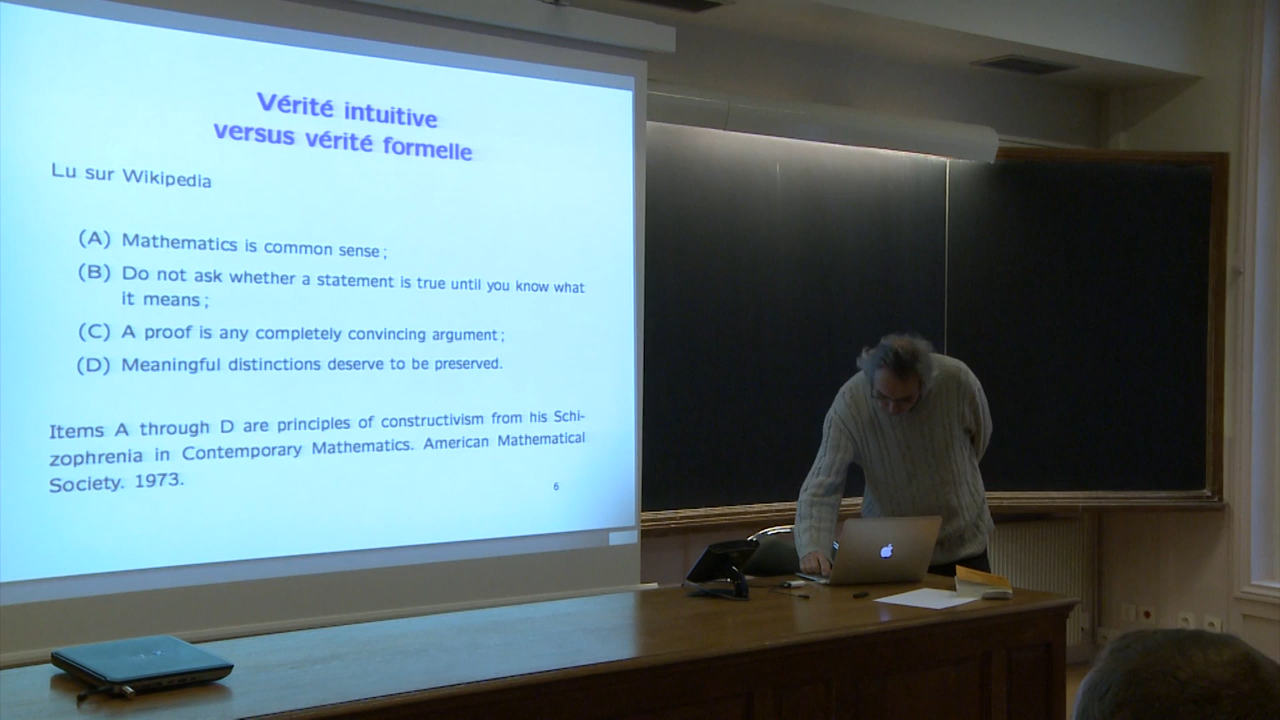 Vérité intuitive
versus vérité formelle
Lu sur Wikipedia
(A) Mathematics is common sense ;
(B) Do not ask whether a statement is true until you know what
it means ;
(C) A proof is any completely convincing argument ;
(D) Meaningful distinctions deserve to be preserved.
Items A through D are principles of constructivism from his Schi-
zophrenia in Contemporary Mathematics. American Mathematical
Society. 1973.
6